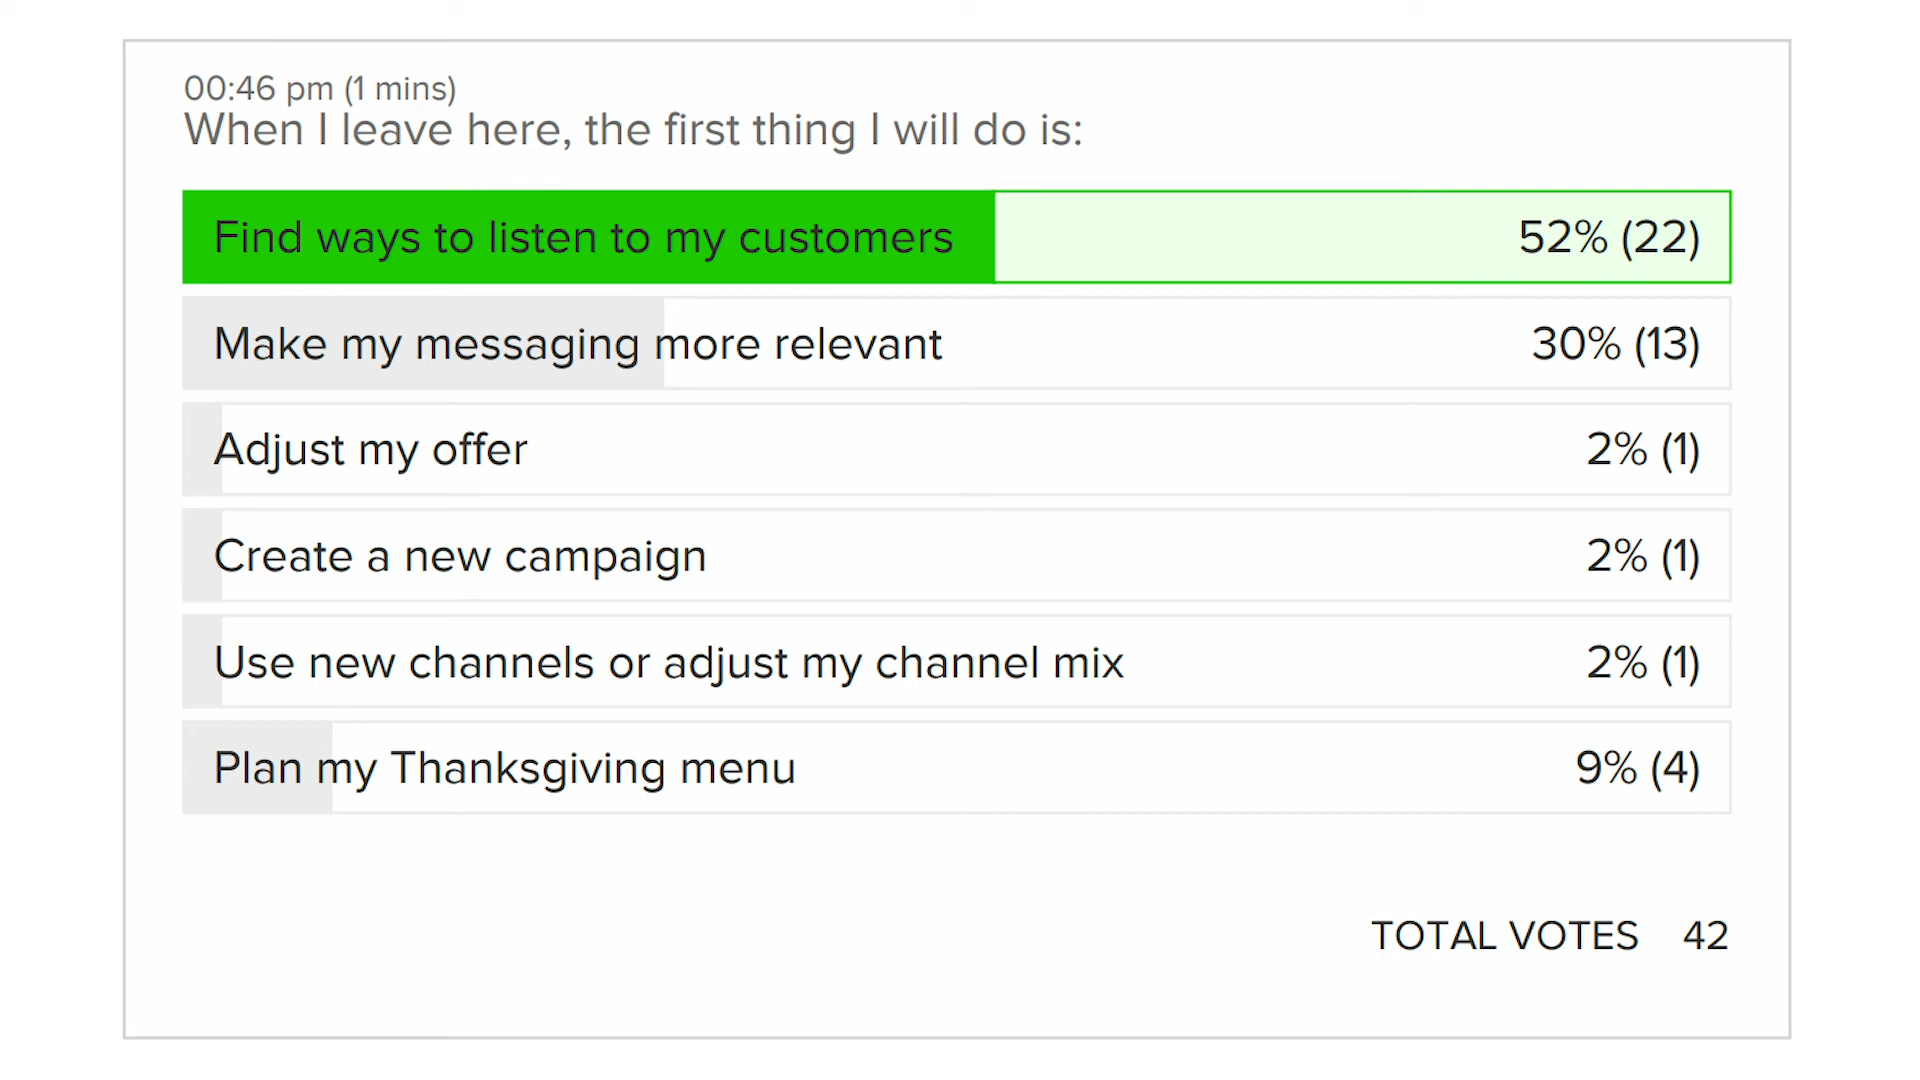 00:46 pm (1 mins)
When I leave here, the first thing I will do is:
Find ways to listen to my customers 52% (22)
Make my messaging more relevant 30% (13)
Adjust my offer 2% (1)
Create a new campaign 2% (1)
Use new channels or adjust my channel mix 2% (1)
Plan my Thanksgiving menu 9% (4)
TOTAL VOTES 42